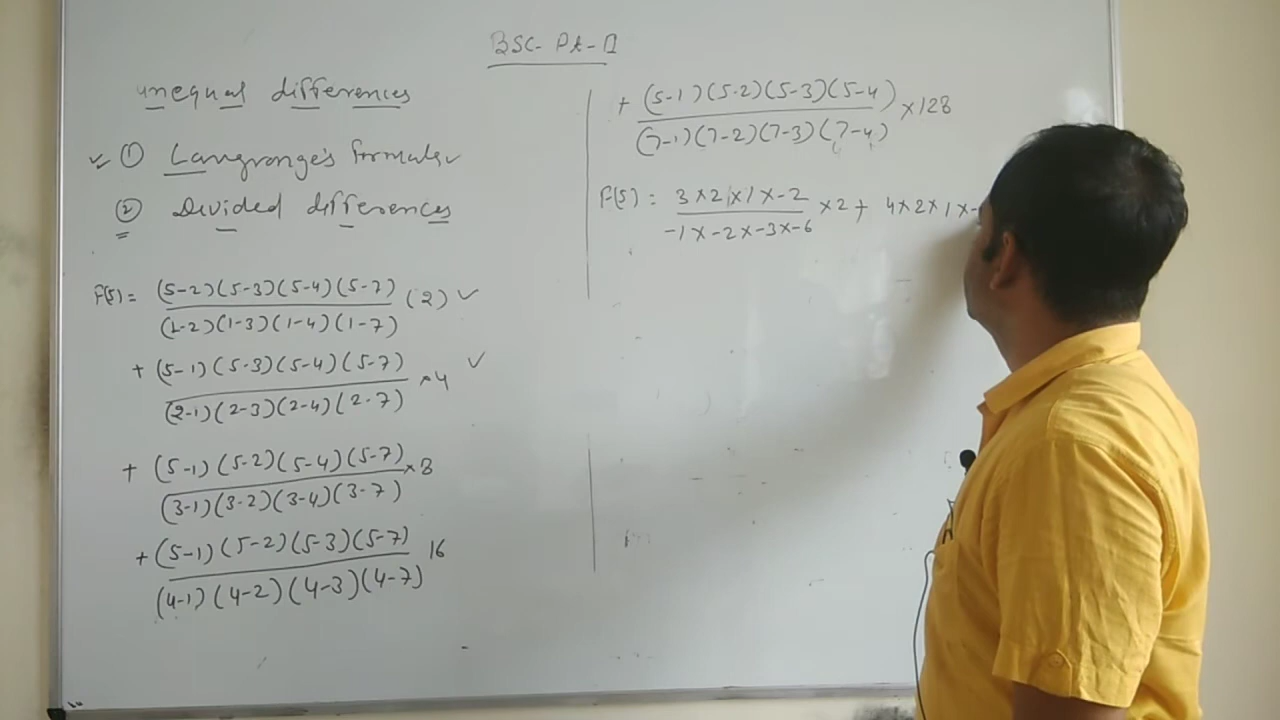 BSC- Pt-II
unequal differences
✓ ① Langronge's formula ✓
② Divided differences
F(5) = (5-2)(5-3)(5-4)(5-7) (2) ✓
(1-2)(1-3)(1-4)(1-7)
+ (5-1)(5-3)(5-4)(5-7) ×4 ✓
(2-1)(2-3)(2-4)(2-7)
+ (5-1)(5-2)(5-4)(5-7) ×8
(3-1)(3-2)(3-4)(3-7)
+ (5-1)(5-2)(5-3)(5-7) 16
(4-1)(4-2)(4-3)(4-7)
+ (5-1)(5-2)(5-3)(5-4) ×128
(7-1)(7-2)(7-3)(7-4)
F(5) = 3×2×1×-2 ×2 + 4×2×1×-
-1×-2×-3×-6